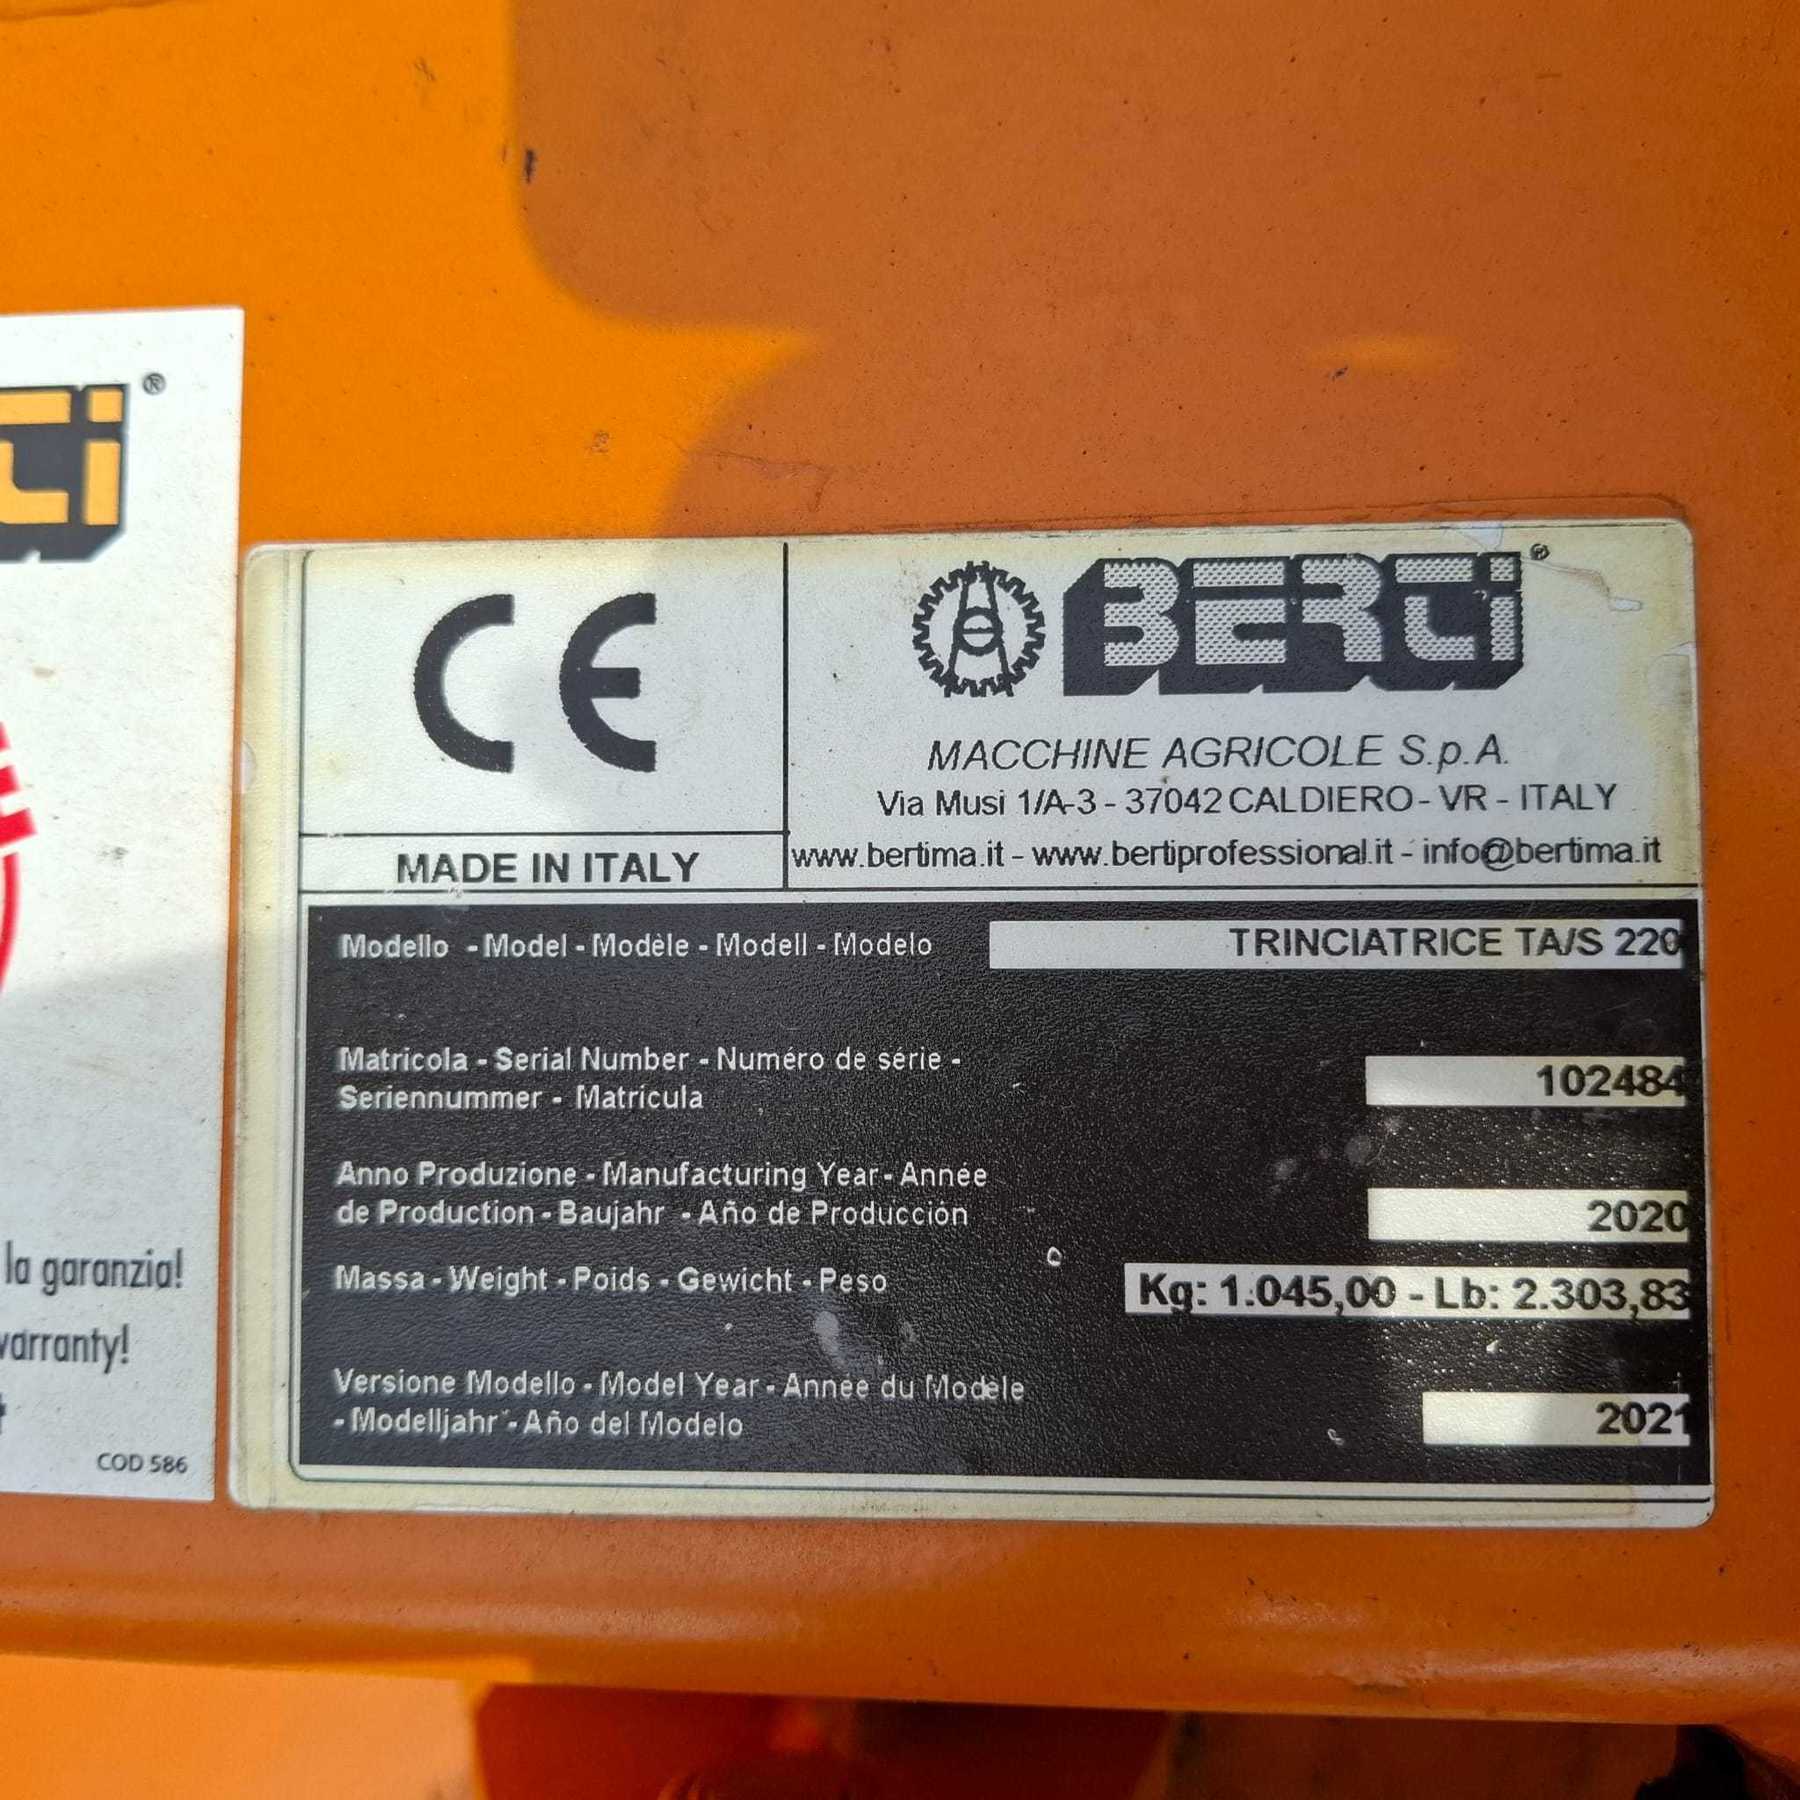 ®
la garanzia!
warranty!
COD 586
CE
MADE IN ITALY
BERTI®
MACCHINE AGRICOLE S.p.A.
Via Musi 1/A-3 - 37042 CALDIERO - VR - ITALY
www.bertima.it - www.bertiprofessional.it - info@bertima.it
Modello - Model - Modèle - Modell - Modelo TRINCIATRICE TA/S 220
Matricola - Serial Number - Numéro de série -
Seriennummer - Matrícula 102484
Anno Produzione - Manufacturing Year - Année
de Production - Baujahr - Año de Producción 2020
Massa - Weight - Poids - Gewicht - Peso Kg: 1.045,00 - Lb: 2.303,83
Versione Modello - Model Year - Année du Modèle
- Modelljahr - Año del Modelo 2021